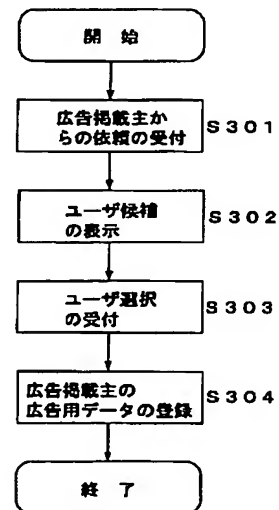 開 始
広告掲載主か
らの依頼の受付
S301
ユーザ候補
の表示
S302
ユーザ選択
の受付
S303
広告掲載主の
広告用データの登録
S304
終 了